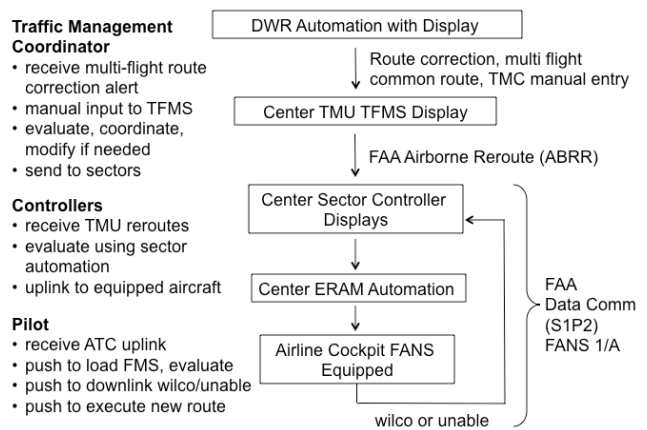 Traffic Management
Coordinator
• receive multi-flight route
correction alert
• manual input to TFMS
• evaluate, coordinate,
modify if needed
• send to sectors
Controllers
• receive TMU reroutes
• evaluate using sector
automation
• uplink to equipped aircraft
Pilot
• receive ATC uplink
• push to load FMS, evaluate
• push to downlink wilco/unable
• push to execute new route
DWR Automation with Display
Route correction, multi flight
common route, TMC manual entry
Center TMU TFMS Display
FAA Airborne Reroute (ABRR)
Center Sector Controller
Displays
Center ERAM Automation
Airline Cockpit FANS
Equipped
wilco or unable
FAA
Data Comm
(S1P2)
FANS 1/A